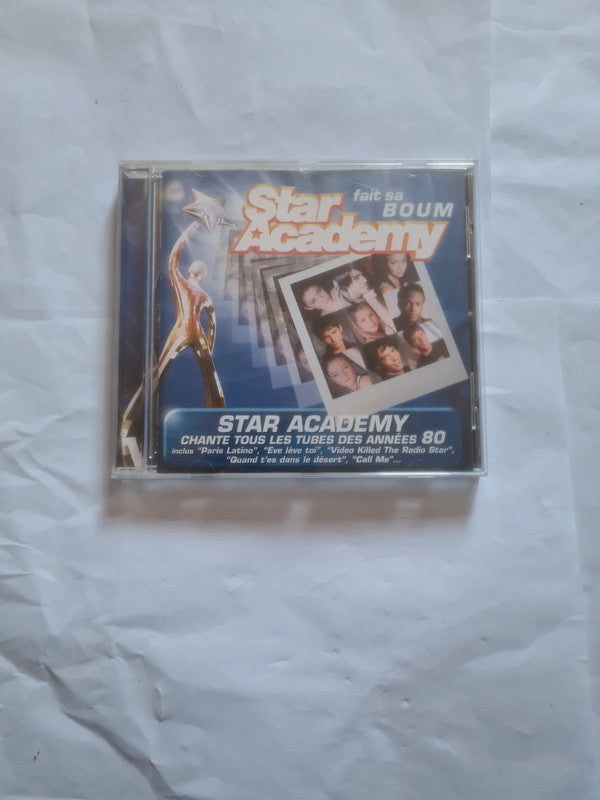 fait sa
BOUM
Star
Academy
STAR ACADEMY
CHANTE TOUS LES TUBES DES ANNÉES 80
inclus "Paris Latino", "Eve lève toi", "Video Killed The Radio Star",
"Quand t'es dans le désert", "Call Me"...